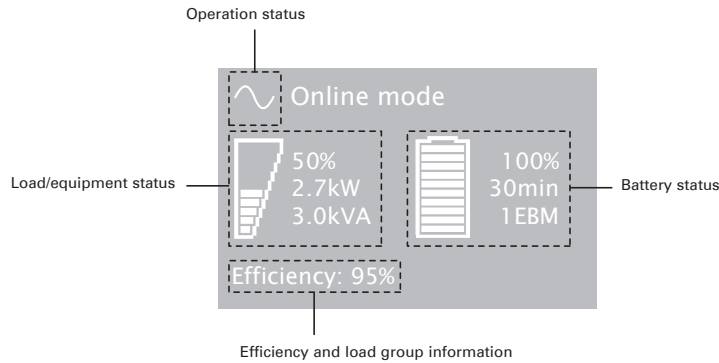 Operation status
Online mode
Load/equipment status
50%
2.7kW
3.0kVA
100%
30min
1EBM
Battery status
Efficiency: 95%
Efficiency and load group information